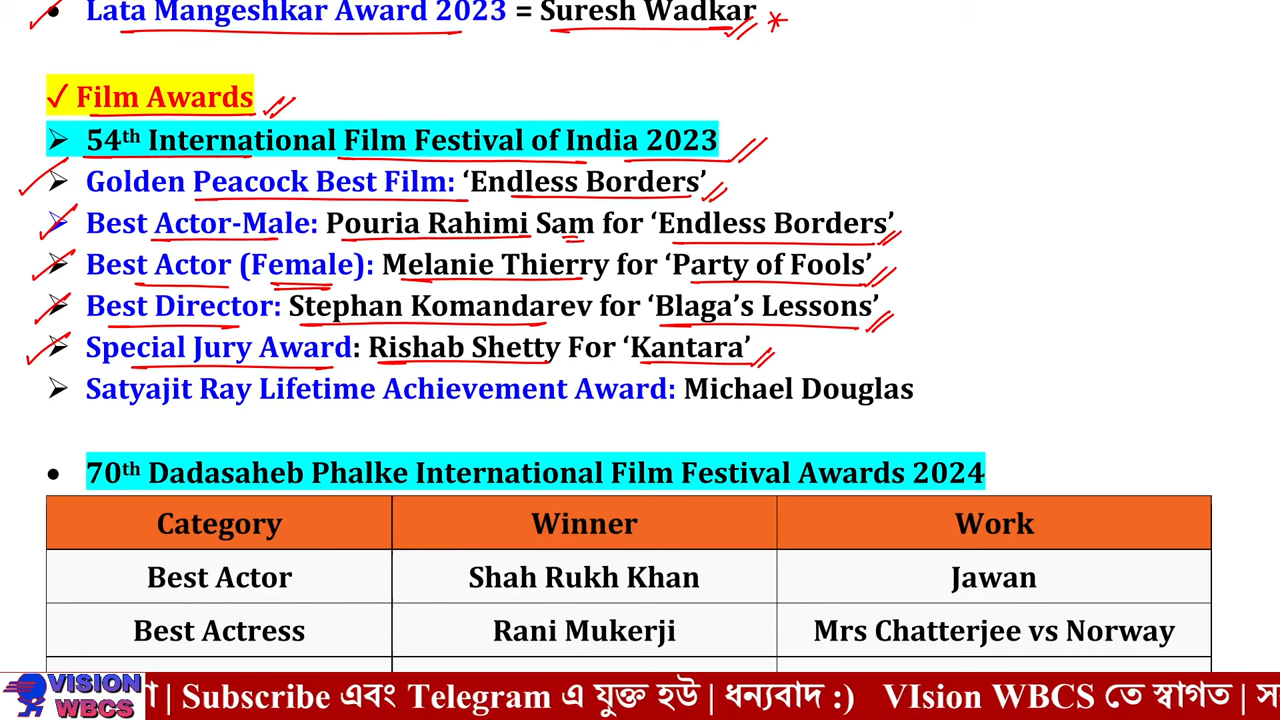 • Lata Mangeshkar Award 2023 = Suresh Wadkar *
✓ Film Awards
➢ 54th International Film Festival of India 2023
➢ Golden Peacock Best Film: ‘Endless Borders’
➢ Best Actor-Male: Pouria Rahimi Sam for ‘Endless Borders’
➢ Best Actor (Female): Melanie Thierry for ‘Party of Fools’
➢ Best Director: Stephan Komandarev for ‘Blaga’s Lessons’
➢ Special Jury Award: Rishab Shetty For ‘Kantara’
➢ Satyajit Ray Lifetime Achievement Award: Michael Douglas
• 70th Dadasaheb Phalke International Film Festival Awards 2024
Category Winner Work
Best Actor Shah Rukh Khan Jawan
Best Actress Rani Mukerji Mrs Chatterjee vs Norway
VISION WBCS
| Subscribe এবং Telegram এ যুক্ত হউ | ধন্যবাদ :) VIsion WBCS তে স্বাগত |